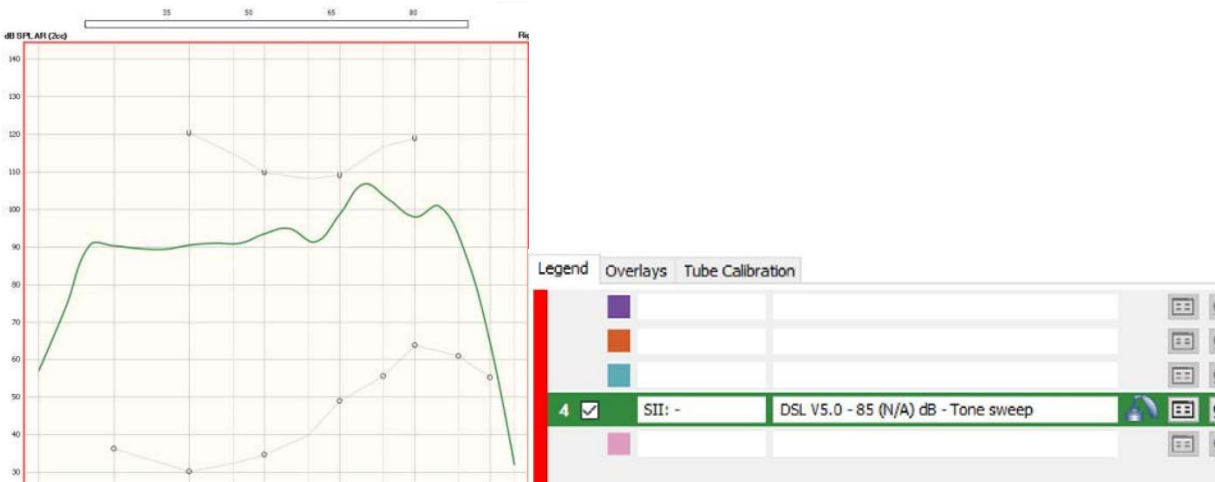 35 50 65 80
dB SPL AR (2cc)
140
130
120
110
100
90
80
70
60
50
40
30
U U U U
Legend Overlays Tube Calibration
4 SII: - DSL V5.0 - 85 (N/A) dB - Tone sweep